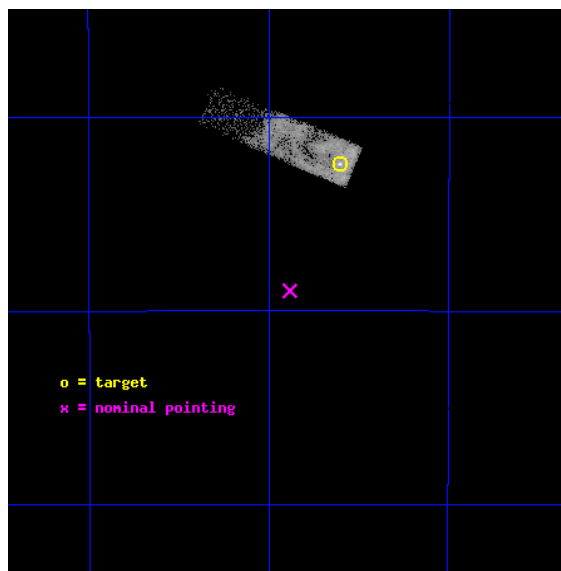 o = target
x = nominal pointing